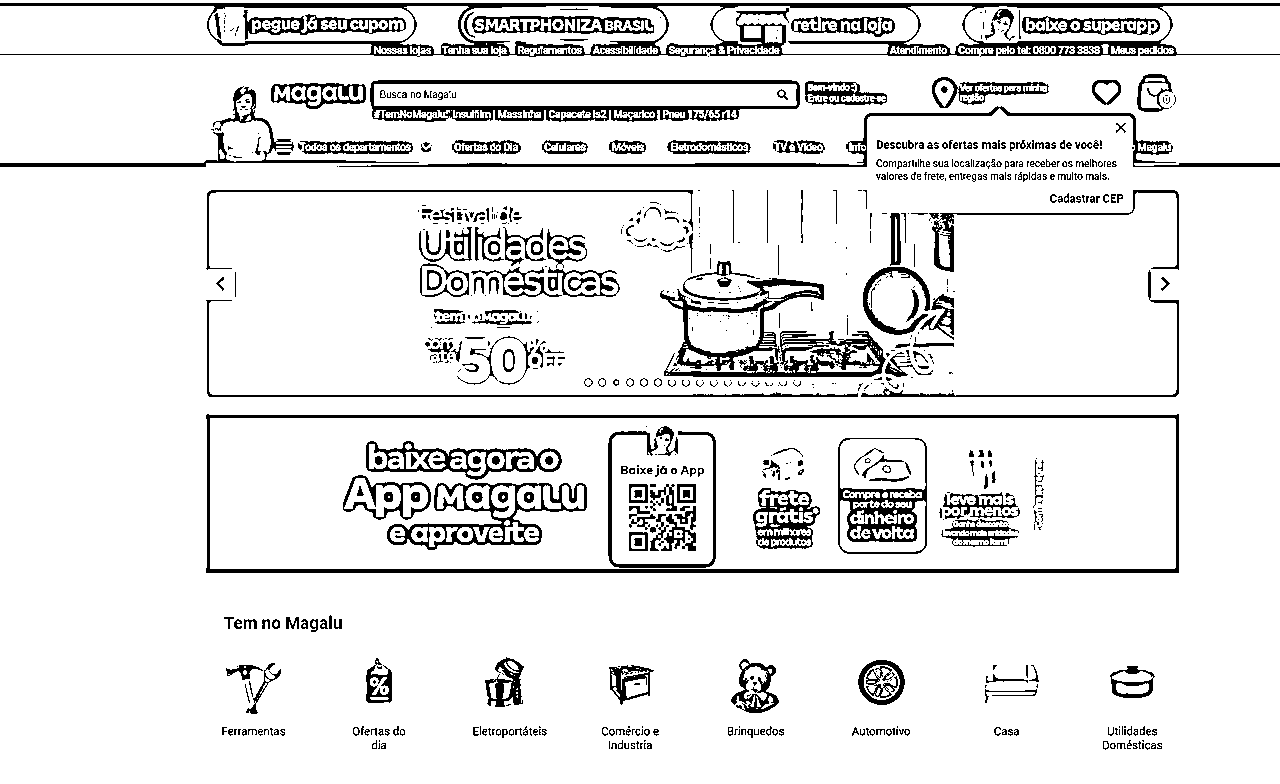 pegue já seu cupom
SMARTPHONIZA BRASIL
retire na loja
baixe o superapp
Nossas lojas Tenha sua loja Regulamentos Acessibilidade Segurança & Privacidade Atendimento Compre pelo tel: 0800 773 3838 Meus pedidos
MAGALU
Busca no Magalu
Bem-vindo :)
Entre ou cadastre-se
Ver ofertas para minha
região
0
#TemNoMagalu Insulfilm | Massinha | Capacete ls2 | Maçarico | Pneu 175/65 r14
Todos os departamentos Ofertas do Dia Celulares Móveis Eletrodomésticos TV e Vídeo Info Magalu
Descubra as ofertas mais próximas de você!
Compartilhe sua localização para receber os melhores
valores de frete, entregas mais rápidas e muito mais.
Cadastrar CEP
Festival de
Utilidades
Domésticas
tem no MAGALU
com até 50% OFF
baixe agora o
App MAGALU
e aproveite
Baixe já o App
frete
grátis*
em milhares
de produtos
Compre e receba
parte do seu
dinheiro
de volta
leve mais
por menos
Tem no Magalu
Ferramentas
Ofertas do
dia
Eletroportáteis
Comércio e
Indústria
Brinquedos
Automotivo
Casa
Utilidades
Domésticas